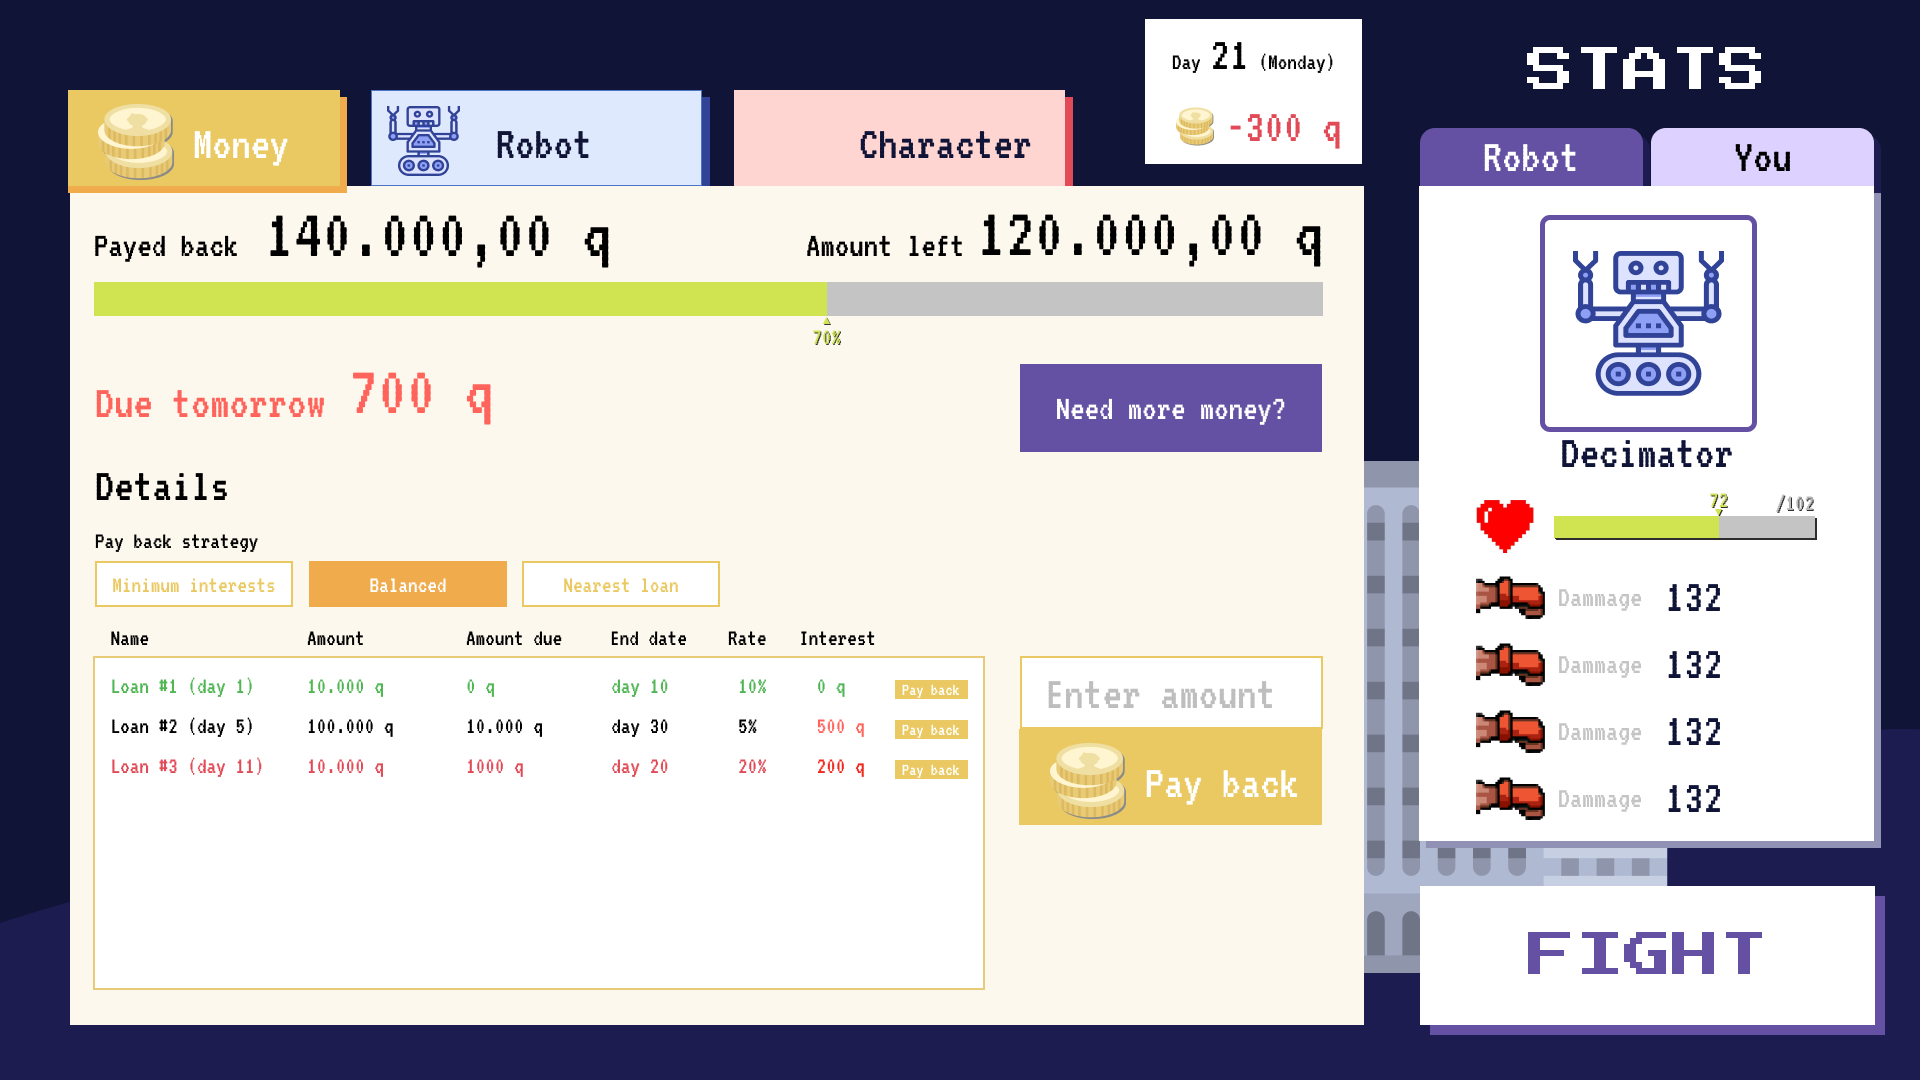 Day 21 (Monday)
-300 q
STATS
Money
Robot
Character
Robot
You
Payed back 140.000,00 q
Amount left 120.000,00 q
70%
Due tomorrow 700 q
Need more money?
Details
Pay back strategy
Minimum interests
Balanced
Nearest loan
Name Amount Amount due End date Rate Interest
Loan #1 (day 1) 10.000 q 0 q day 10 10% 0 q Pay back
Loan #2 (day 5) 100.000 q 10.000 q day 30 5% 500 q Pay back
Loan #3 (day 11) 10.000 q 1000 q day 20 20% 200 q Pay back
Enter amount
Pay back
Decimator
72 /102
Dammage 132
Dammage 132
Dammage 132
Dammage 132
FIGHT